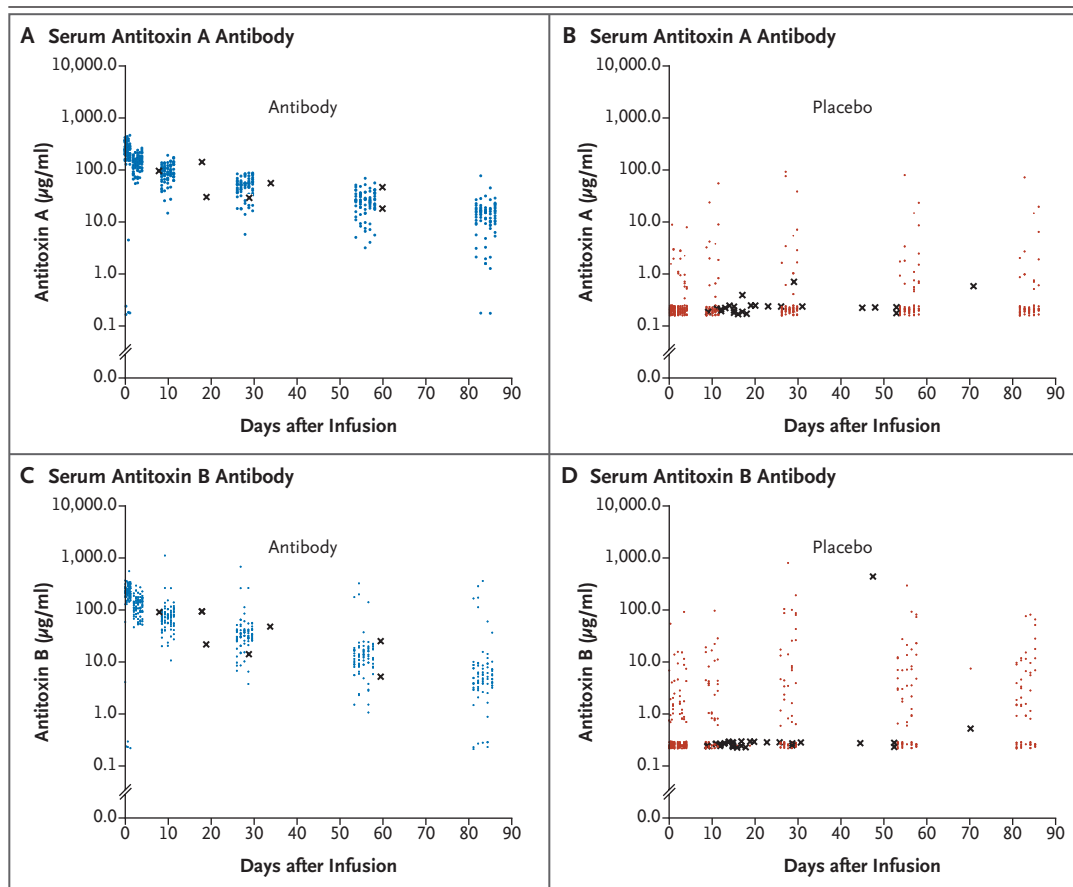 A Serum Antitoxin A Antibody
Antibody
Antitoxin A (µg/ml)
10,000.0
1,000.0
100.0
10.0
1.0
0.1
0.0
0 10 20 30 40 50 60 70 80 90
Days after Infusion
B Serum Antitoxin A Antibody
Placebo
Antitoxin A (µg/ml)
10,000.0
1,000.0
100.0
10.0
1.0
0.1
0.0
0 10 20 30 40 50 60 70 80 90
Days after Infusion
C Serum Antitoxin B Antibody
Antibody
Antitoxin B (µg/ml)
10,000.0
1,000.0
100.0
10.0
1.0
0.1
0.0
0 10 20 30 40 50 60 70 80 90
Days after Infusion
D Serum Antitoxin B Antibody
Placebo
Antitoxin B (µg/ml)
10,000.0
1,000.0
100.0
10.0
1.0
0.1
0.0
0 10 20 30 40 50 60 70 80 90
Days after Infusion